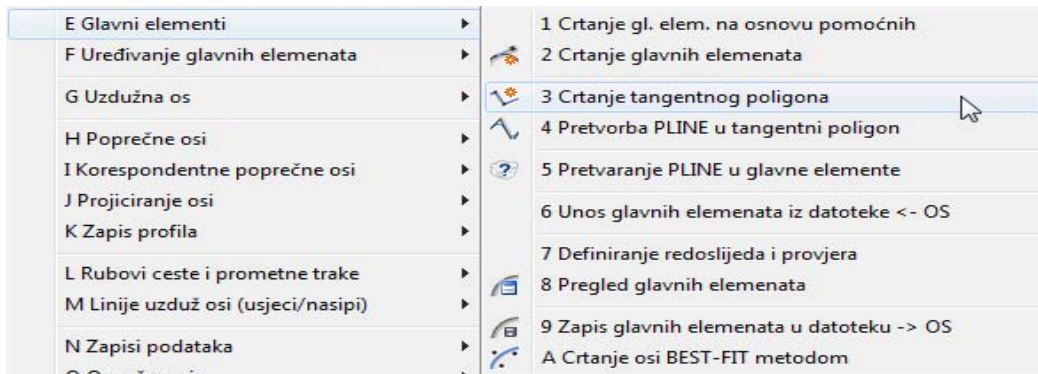 E Glavni elementi
F Uređivanje glavnih elemenata
G Uzdužna os
H Poprečne osi
I Korespondentne poprečne osi
J Projiciranje osi
K Zapis profila
L Rubovi ceste i prometne trake
M Linije uzduž osi (usjeci/nasipi)
N Zapisi podataka
1 Crtanje gl. elem. na osnovu pomoćnih
2 Crtanje glavnih elemenata
3 Crtanje tangentnog poligona
4 Pretvorba PLINE u tangentni poligon
5 Pretvaranje PLINE u glavne elemente
6 Unos glavnih elemenata iz datoteke <- OS
7 Definiranje redoslijeda i provjera
8 Pregled glavnih elemenata
9 Zapis glavnih elemenata u datoteku -> OS
A Crtanje osi BEST-FIT metodom